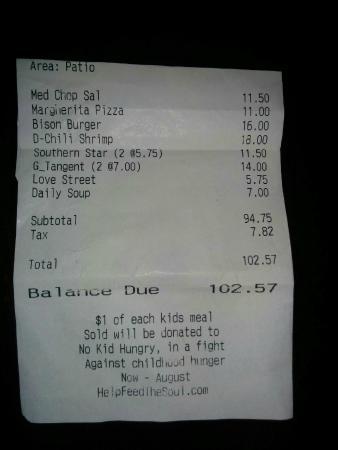 Area: Patio
Med Chop Sal 11.50
Margherita Pizza 11.00
Bison Burger 16.00
D-Chili Shrimp 18.00
Southern Star (2 @5.75) 11.50
G_Tangent (2 @7.00) 14.00
Love Street 5.75
Daily Soup 7.00
Subtotal 94.75
Tax 7.82
Total 102.57
Balance Due 102.57
$1 of each kids meal
Sold will be donated to
No Kid Hungry, in a fight
Against childhood hunger
Now - August
HelpFeedTheSoul.com